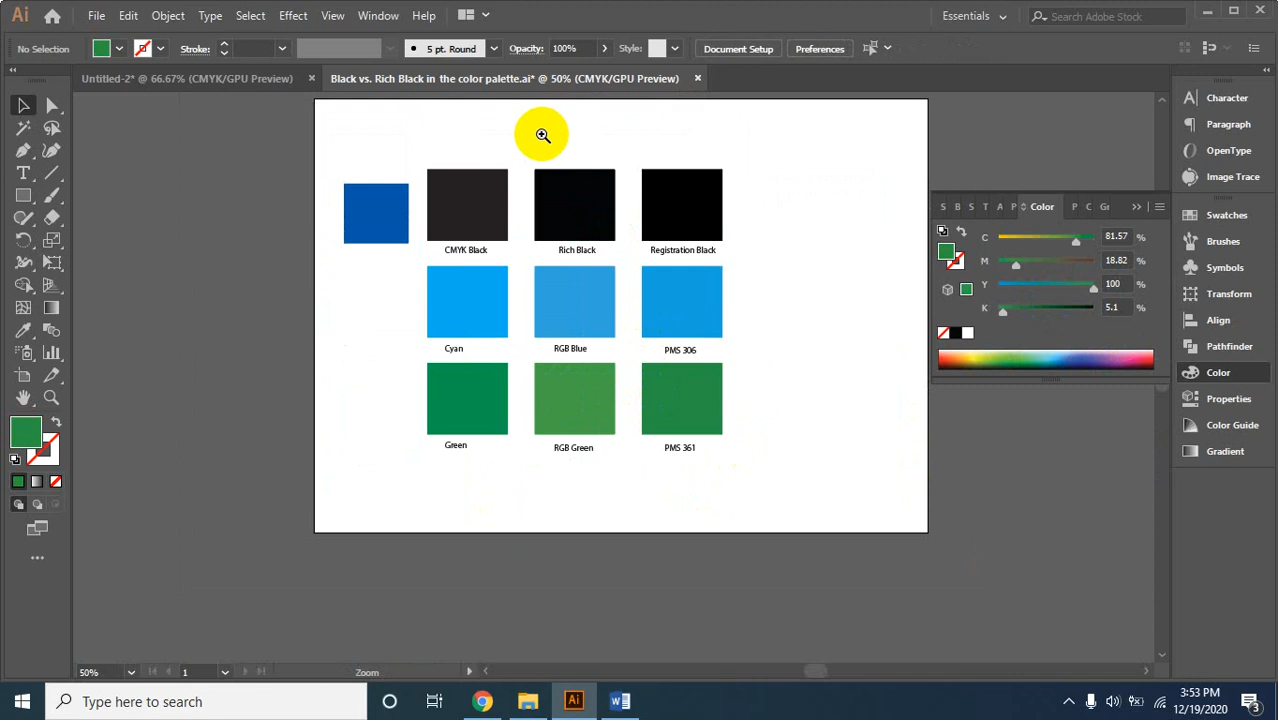 Ai File Edit Object Type Select Effect View Window Help Essentials Search Adobe Stock
No Selection Stroke: 5 pt. Round Opacity: 100% Style: Document Setup Preferences
Untitled-2* @ 66.67% (CMYK/GPU Preview) Black vs. Rich Black in the color palette.ai* @ 50% (CMYK/GPU Preview)
Character
Paragraph
OpenType
Image Trace
S B S T A P Color P C Gr
C 81.57 %
M 18.82 %
Y 100 %
K 5.1 %
Swatches
Brushes
Symbols
Transform
Align
Pathfinder
Color
Properties
Color Guide
Gradient
CMYK Black Rich Black Registration Black
Cyan RGB Blue PMS 306
Green RGB Green PMS 361
T
50% 1 Zoom
Type here to search Ai W 3:53 PM
12/19/2020 3